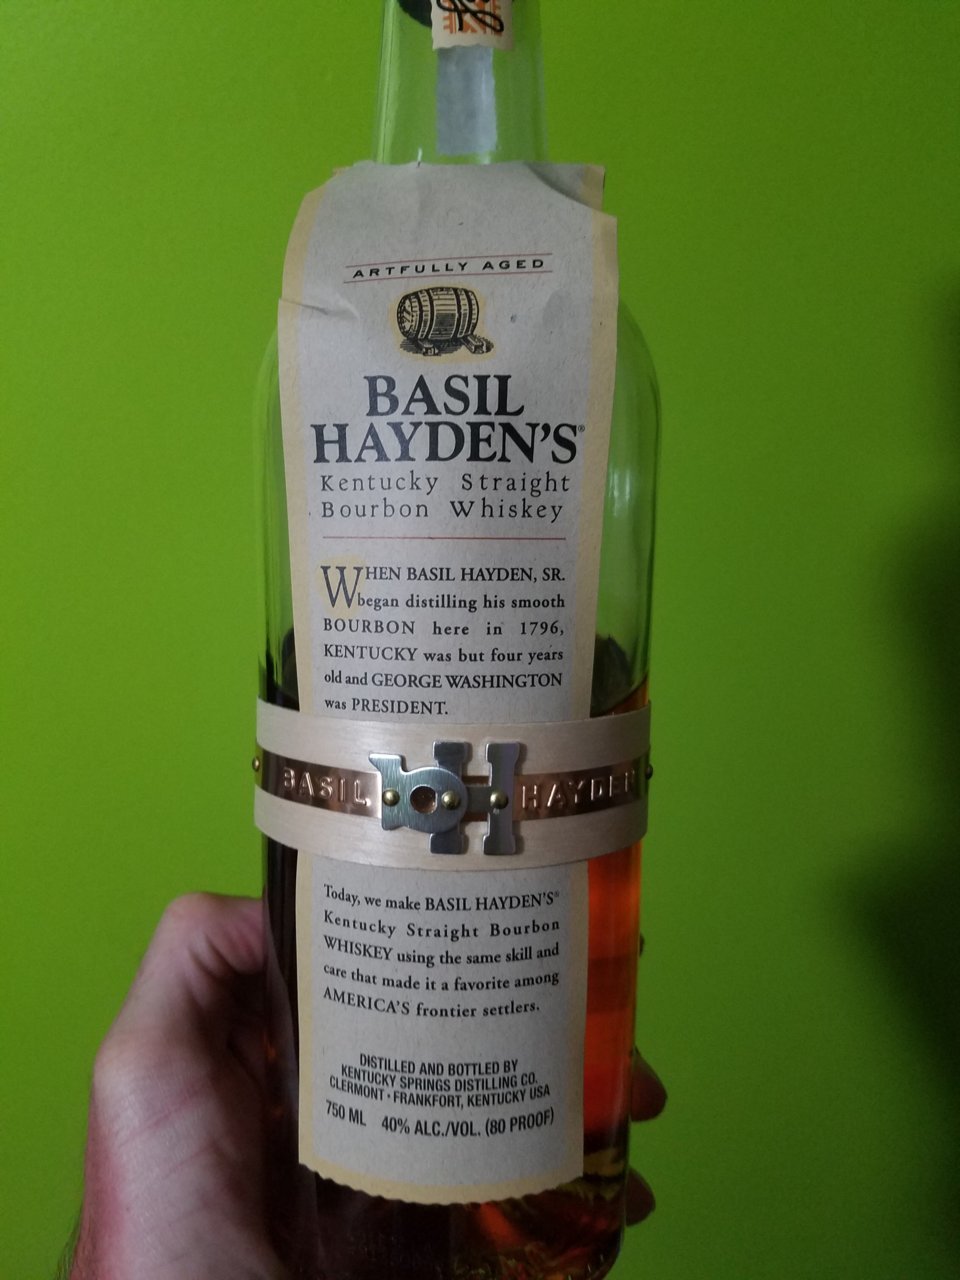 ARTFULLY AGED
BASIL
HAYDEN'S®
Kentucky Straight
Bourbon Whiskey
WHEN BASIL HAYDEN, SR.
began distilling his smooth
BOURBON here in 1796,
KENTUCKY was but four years
old and GEORGE WASHINGTON
was PRESIDENT.
BASIL bH HAYDEN
Today, we make BASIL HAYDEN'S®
Kentucky Straight Bourbon
WHISKEY using the same skill and
care that made it a favorite among
AMERICA'S frontier settlers.
DISTILLED AND BOTTLED BY
KENTUCKY SPRINGS DISTILLING CO.
CLERMONT · FRANKFORT, KENTUCKY USA
750 ML 40% ALC./VOL. (80 PROOF)